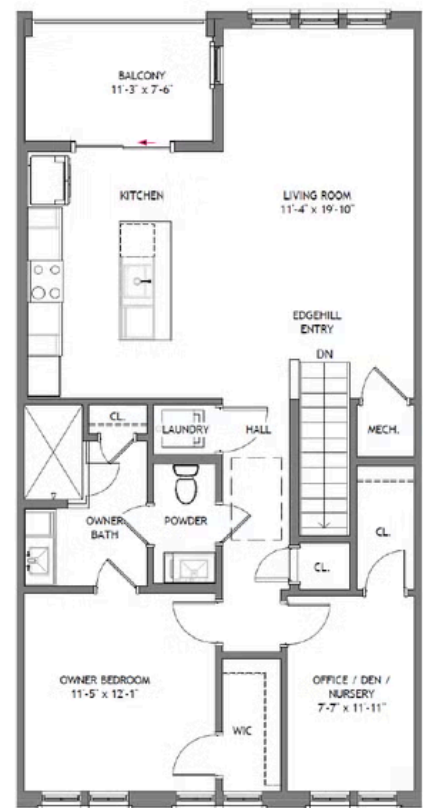 BALCONY
11'-3" x 7'-6"
KITCHEN
LIVING ROOM
11'-4" x 19'-10"
EDGEHILL
ENTRY
DN
CL.
LAUNDRY
HALL
MECH.
OWNER
BATH
POWDER
CL.
CL.
OWNER BEDROOM
11'-5" x 12'-1"
OFFICE / DEN /
NURSERY
7'-7" x 11'-11"
WIC